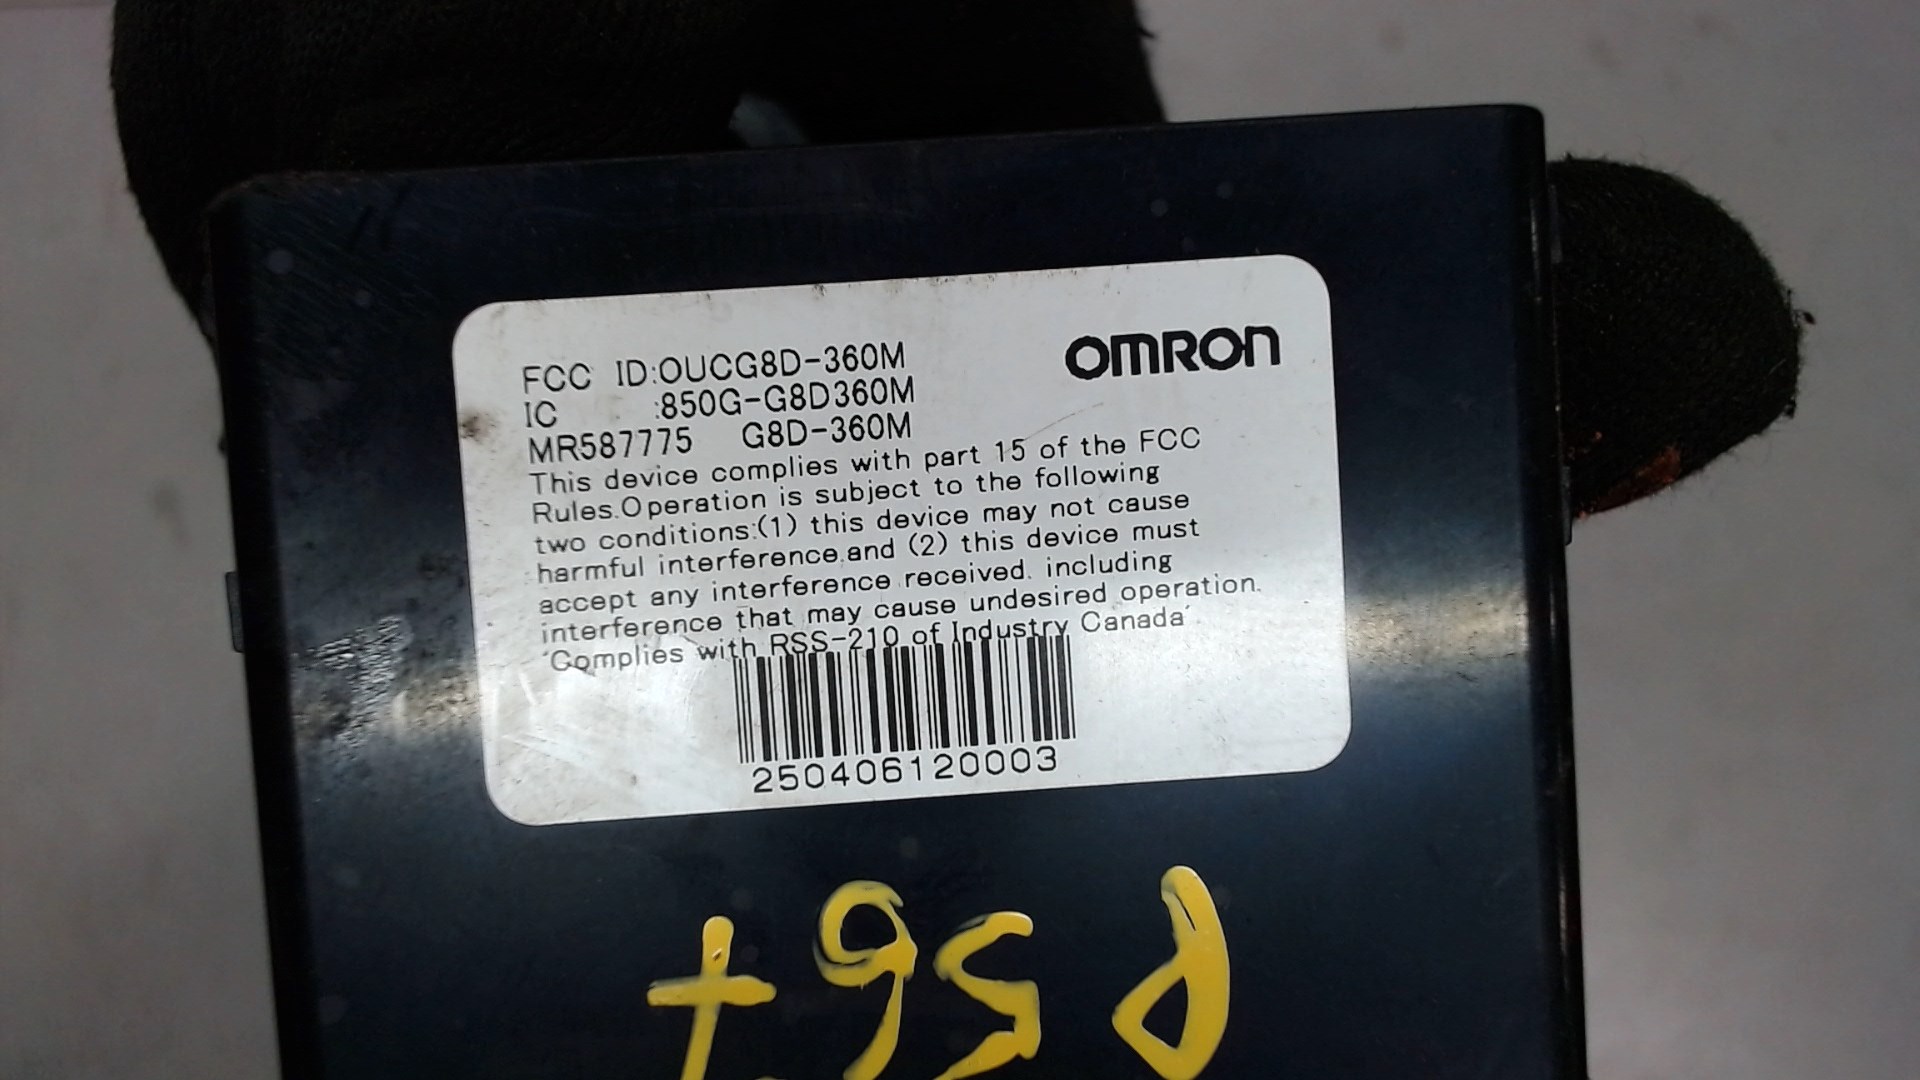 OMRON
FCC ID:OUCG8D-360M
IC :850G-G8D360M
MR587775 G8D-360M
This device complies with part 15 of the FCC
Rules.Operation is subject to the following
two conditions:(1) this device may not cause
harmful interference.and (2) this device must
accept any interference received. including
interference that may cause undesired operation.
'Complies with RSS-210 of Industry Canada'.
250406120003